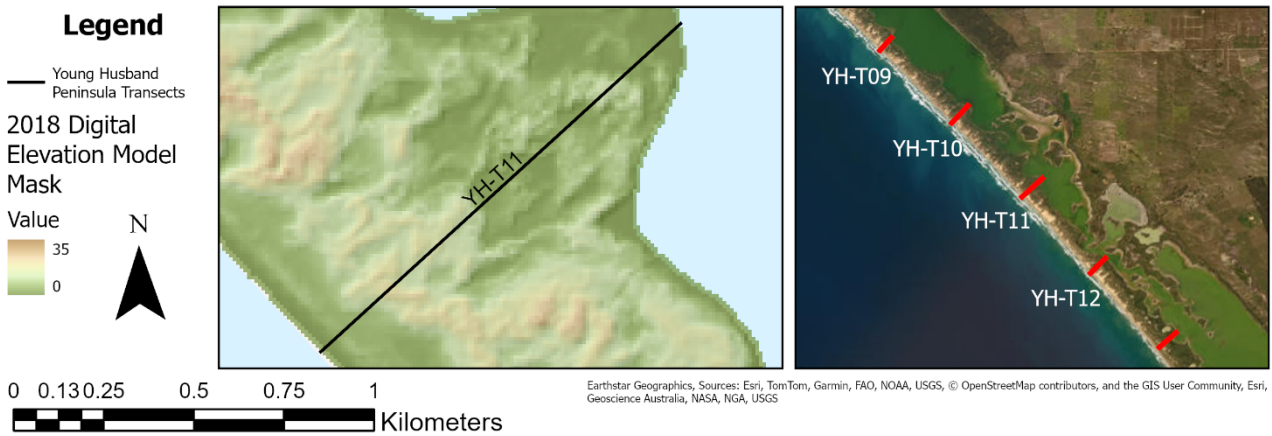 Legend
Young Husband
Peninsula Transects
2018 Digital
Elevation Model
Mask
Value
35
0
N
YH-T11
YH-T09
YH-T10
YH-T11
YH-T12
0 0.13 0.25 0.5 0.75 1
Kilometers
Earthstar Geographics, Sources: Esri, TomTom, Garmin, FAO, NOAA, USGS, © OpenStreetMap contributors, and the GIS User Community, Esri,
Geoscience Australia, NASA, NGA, USGS